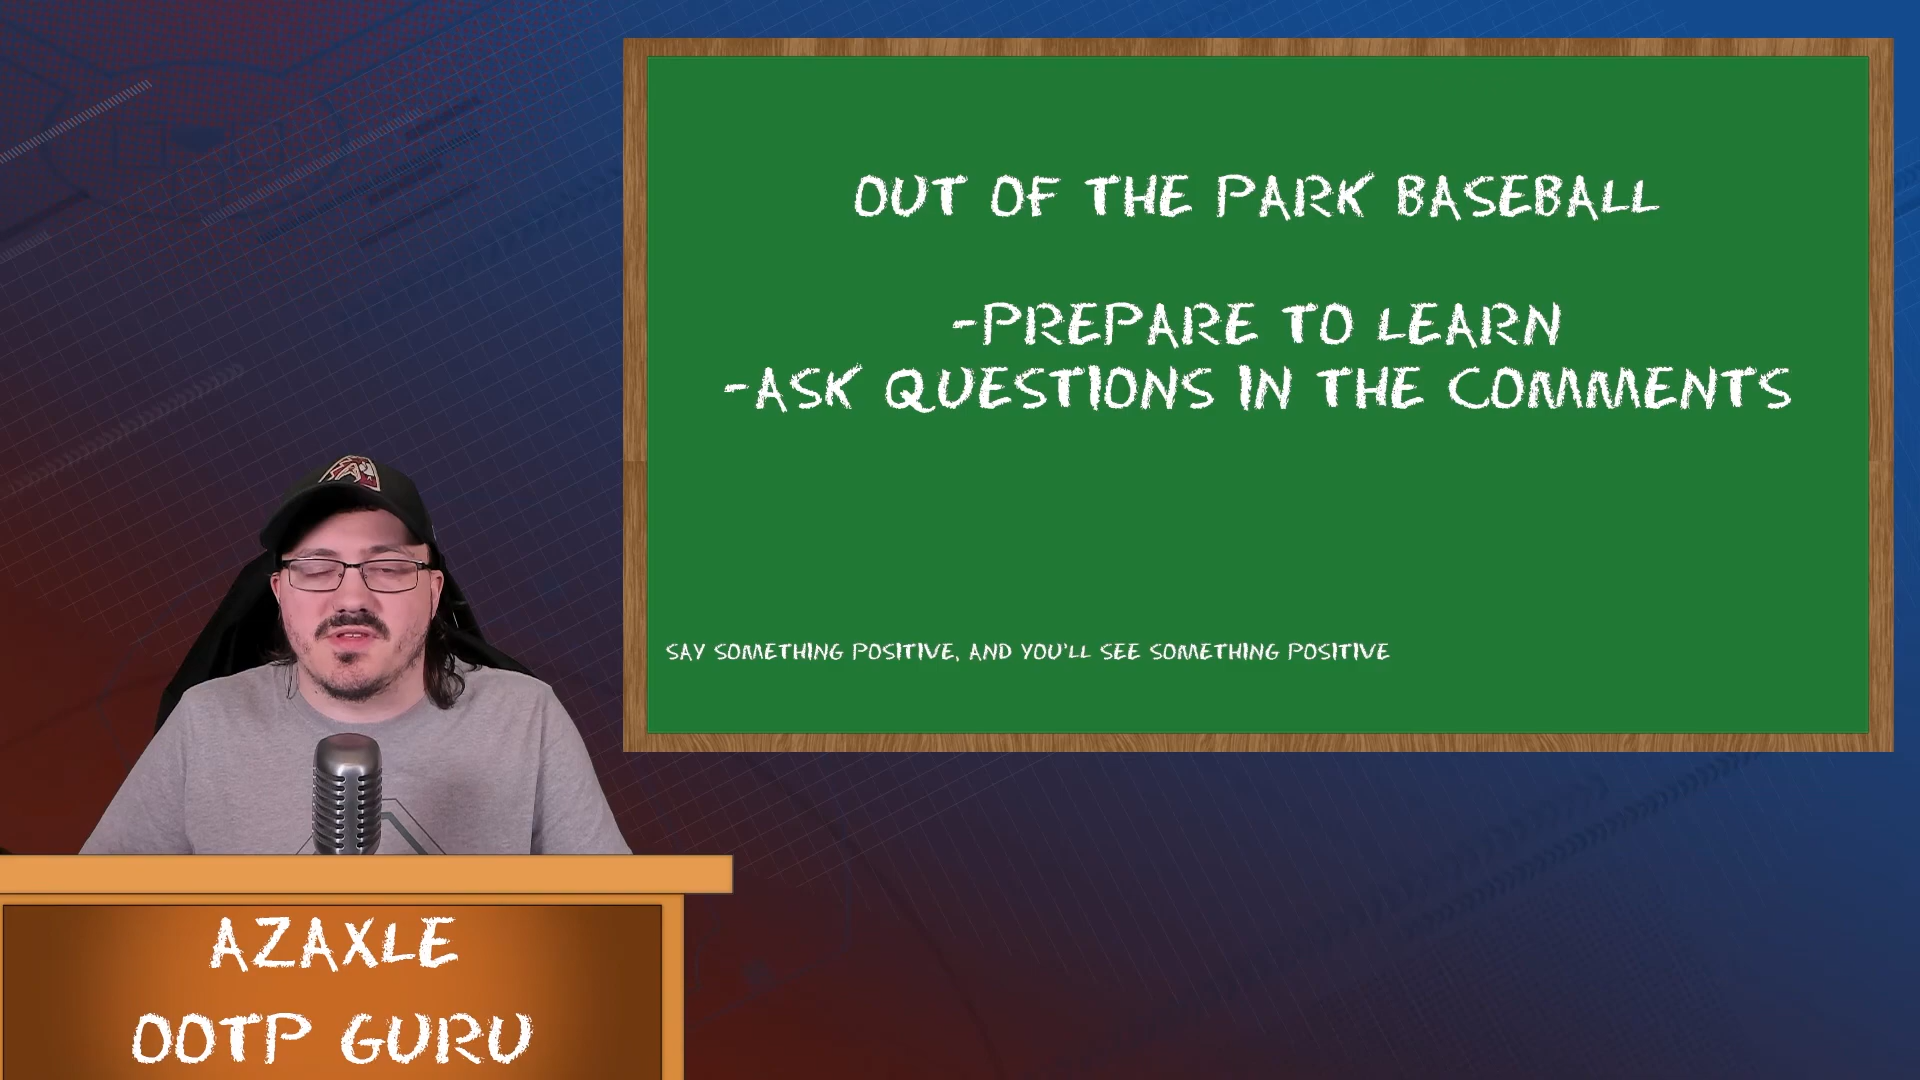 OUT OF THE PARK BASEBALL
-PREPARE TO LEARN
-ASK QUESTIONS IN THE COMMENTS
SAY SOMETHING POSITIVE, AND YOU'LL SEE SOMETHING POSITIVE
AZAXLE
OOTP GURU